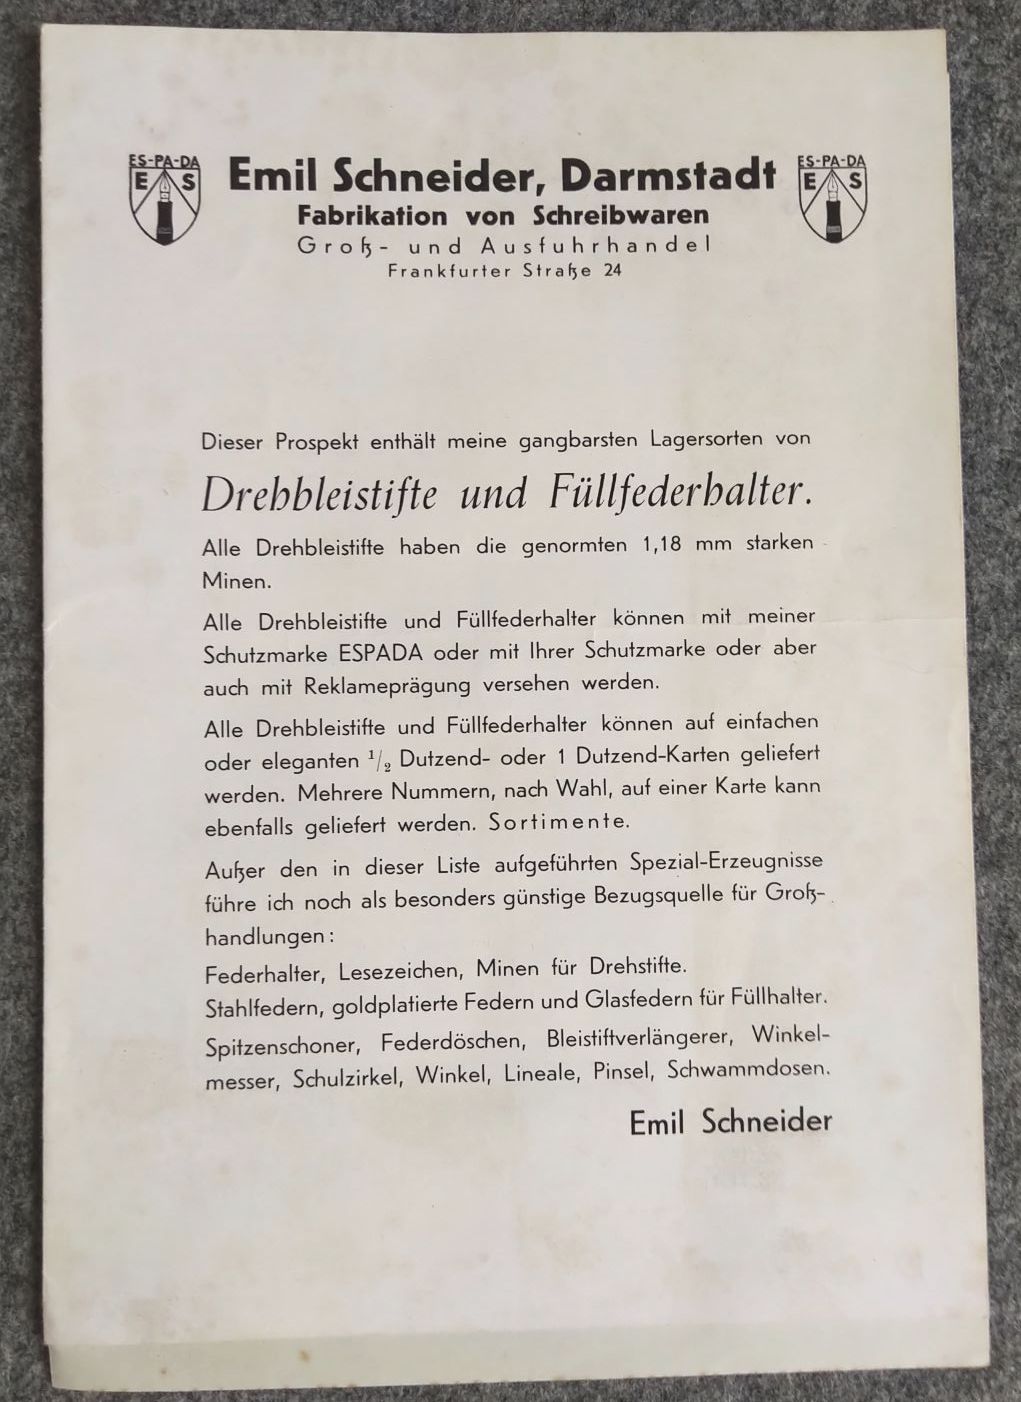 ES-PA-DA
E S
Emil Schneider, Darmstadt
ES-PA-DA
E S
Fabrikation von Schreibwaren
Groß- und Ausfuhrhandel
Frankfurter Straße 24
Dieser Prospekt enthält meine gangbarsten Lagersorten von
Drehbleistifte und Füllfederhalter.
Alle Drehbleistifte haben die genormten 1,18 mm starken
Minen.
Alle Drehbleistifte und Füllfederhalter können mit meiner
Schutzmarke ESPADA oder mit Ihrer Schutzmarke oder aber
auch mit Reklameprägung versehen werden.
Alle Drehbleistifte und Füllfederhalter können auf einfachen
oder eleganten 1/2 Dutzend- oder 1 Dutzend-Karten geliefert
werden. Mehrere Nummern, nach Wahl, auf einer Karte kann
ebenfalls geliefert werden. Sortimente.
Außer den in dieser Liste aufgeführten Spezial-Erzeugnisse
führe ich noch als besonders günstige Bezugsquelle für Groß-
handlungen:
Federhalter, Lesezeichen, Minen für Drehstifte.
Stahlfedern, goldplatierte Federn und Glasfedern für Füllhalter.
Spitzenschoner, Federdöschen, Bleistiftverlängerer, Winkel-
messer, Schulzirkel, Winkel, Lineale, Pinsel, Schwammdosen.
Emil Schneider